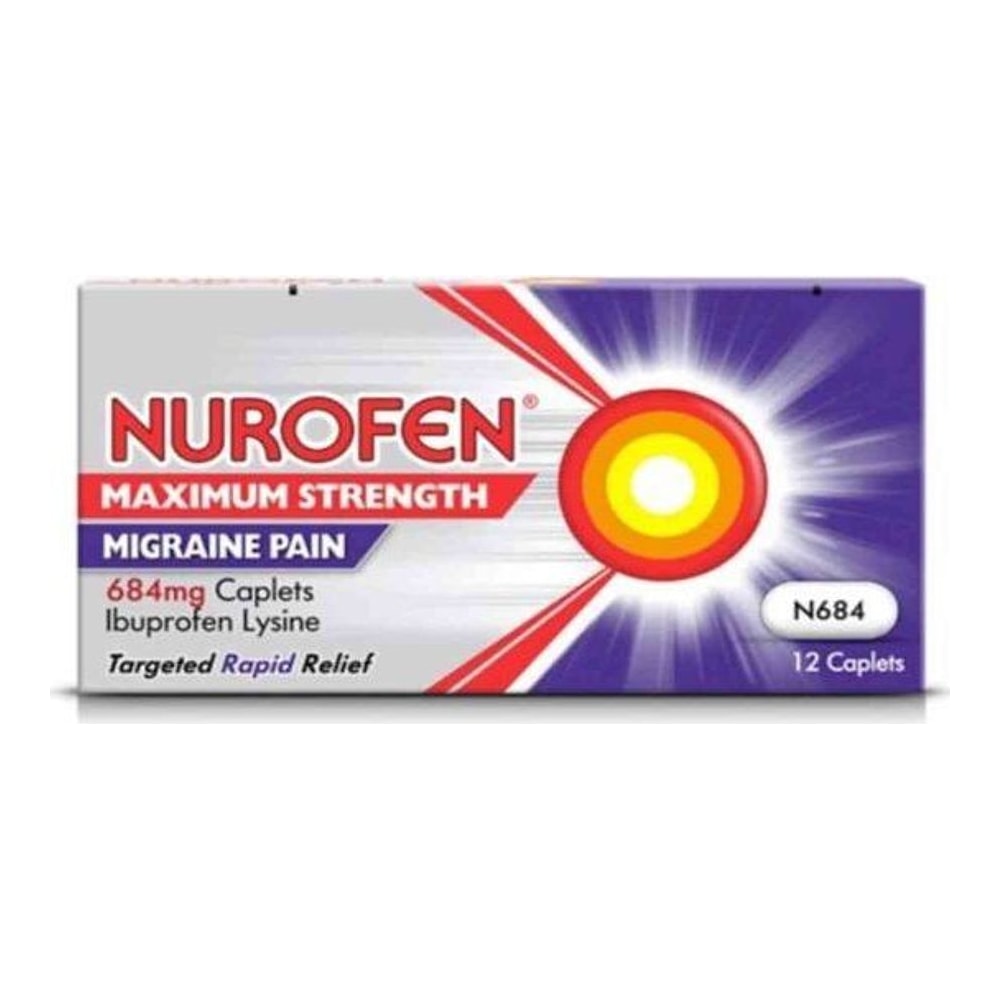 NUROFEN®
MAXIMUM STRENGTH
MIGRAINE PAIN
684mg Caplets
Ibuprofen Lysine
Targeted Rapid Relief
N684
12 Caplets